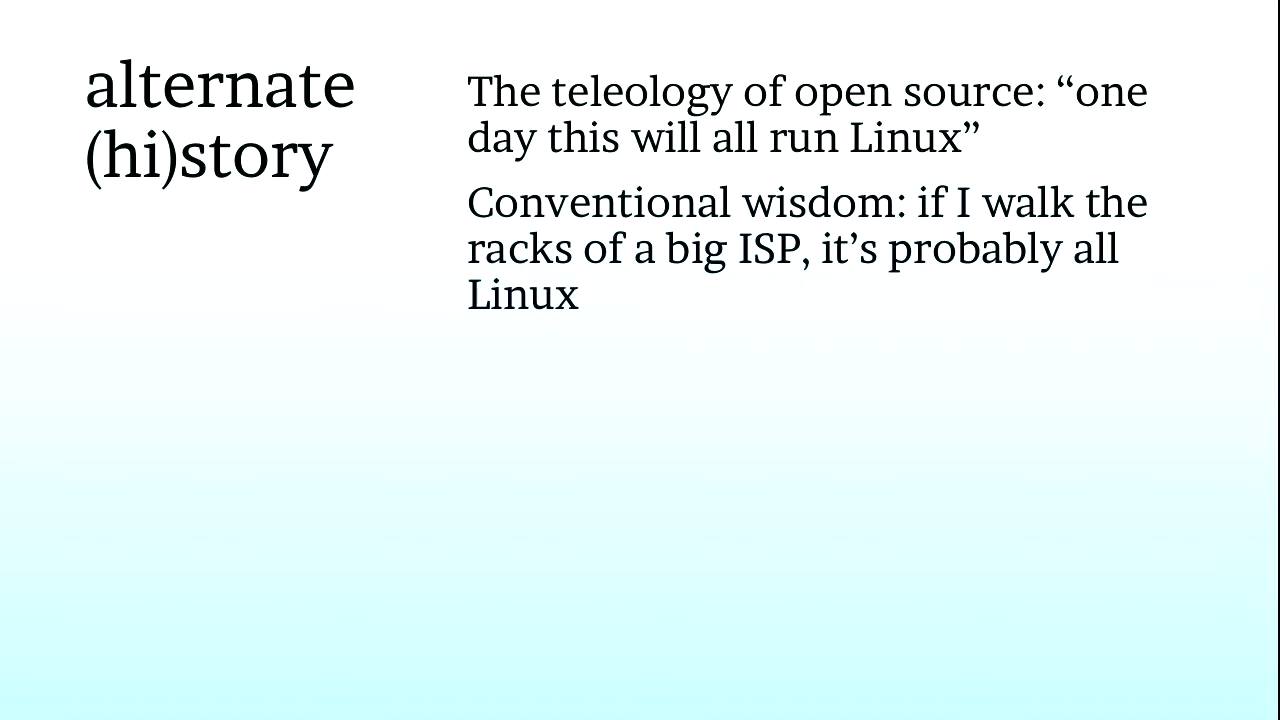 alternate
(hi)story
The teleology of open source: “one
day this will all run Linux”
Conventional wisdom: if I walk the
racks of a big ISP, it’s probably all
Linux